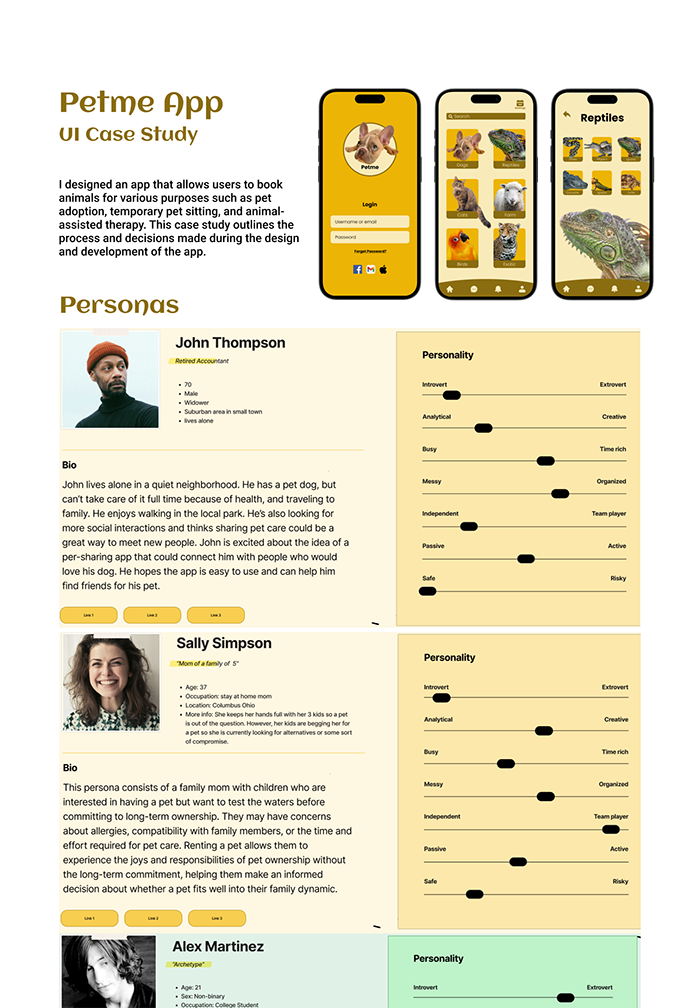 Petme App
UI Case Study
I designed an app that allows users to book
animals for various purposes such as pet
adoption, temporary pet sitting, and animal-
assisted therapy. This case study outlines the
process and decisions made during the design
and development of the app.
Petme
Login
Username or email
Password
Forgot Password?
Search
Dogs
Reptiles
Cats
Farm
Birds
Exotic
Reptiles
Personas
John Thompson
Retired Accountant
• 70
• Male
• Widower
• Suburban area in small town
• lives alone
Bio
John lives alone in a quiet neighborhood. He has a pet dog, but
can't take care of it full time because of health, and traveling to
family. He enjoys walking in the local park. He's also looking for
more social interactions and thinks sharing pet care could be a
great way to meet new people. John is excited about the idea of a
per-sharing app that could connect him with people who would
love his dog. He hopes the app is easy to use and can help him
find friends for his pet.
Link 1
Link 2
Link 3
Personality
Introvert Extrovert
Analytical Creative
Busy Time rich
Messy Organized
Independent Team player
Passive Active
Safe Risky
Sally Simpson
"Mom of a family of 5"
• Age: 37
• Occupation: stay at home mom
• Location: Columbus Ohio
• More info: She keeps her hands full with her 3 kids so a pet
is out of the question. However, her kids are begging her for
a pet so she is currently looking for alternatives or some sort
of compromise.
Bio
This persona consists of a family mom with children who are
interested in having a pet but want to test the waters before
committing to long-term ownership. They may have concerns
about allergies, compatibility with family members, or the time and
effort required for pet care. Renting a pet allows them to
experience the joys and responsibilities of pet ownership without
the long-term commitment, helping them make an informed
decision about whether a pet fits well into their family dynamic.
Link 1
Link 2
Link 3
Personality
Introvert Extrovert
Analytical Creative
Busy Time rich
Messy Organized
Independent Team player
Passive Active
Safe Risky
Alex Martinez
"Archetype"
• Age: 21
• Sex: Non-binary
• Occupation: College Student
Personality
Introvert Extrovert